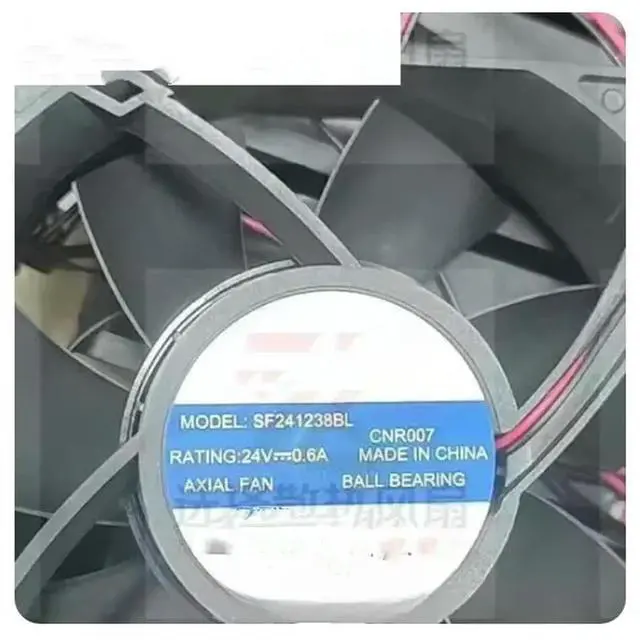 MODEL: SF241238BL
CNR007
RATING:24V⎓0.6A MADE IN CHINA
AXIAL FAN BALL BEARING